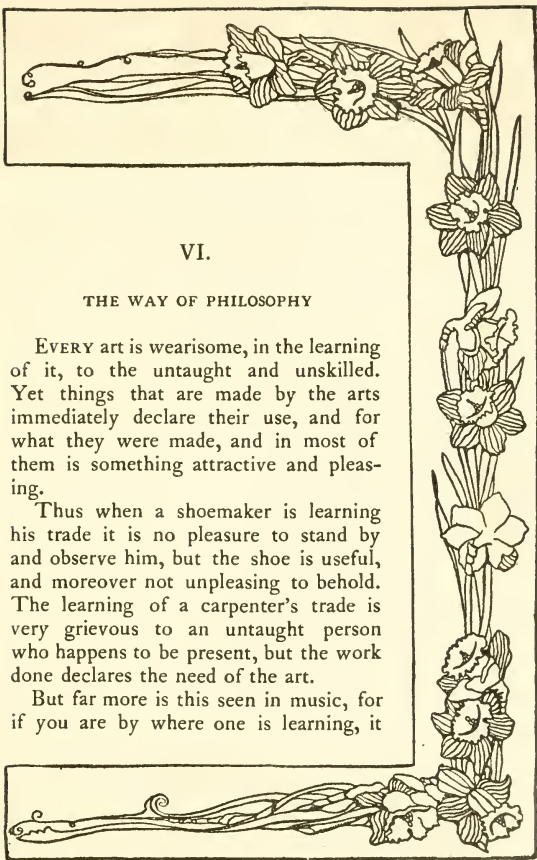 VI.
THE WAY OF PHILOSOPHY
EVERY art is wearisome, in the learning
of it, to the untaught and unskilled.
Yet things that are made by the arts
immediately declare their use, and for
what they were made, and in most of
them is something attractive and pleas-
ing.
Thus when a shoemaker is learning
his trade it is no pleasure to stand by
and observe him, but the shoe is useful,
and moreover not unpleasing to behold.
The learning of a carpenter's trade is
very grievous to an untaught person
who happens to be present, but the work
done declares the need of the art.
But far more is this seen in music, for
if you are by where one is learning, it